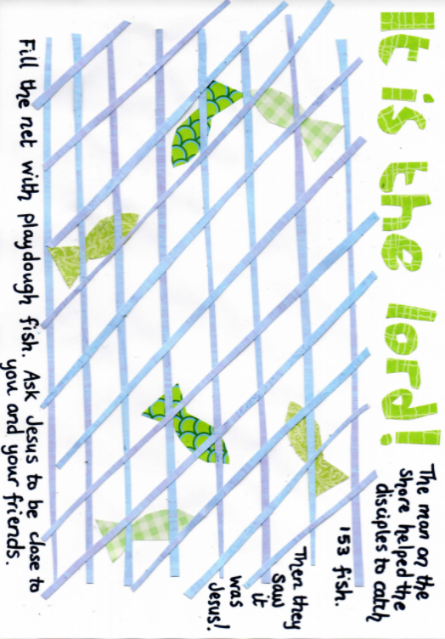 It is the lord!
The man on the
shore helped the
disciples to catch
153 fish.
Then they
saw
it
was
Jesus!
Fill the net with playdough fish. Ask Jesus to be close to
you and your friends.